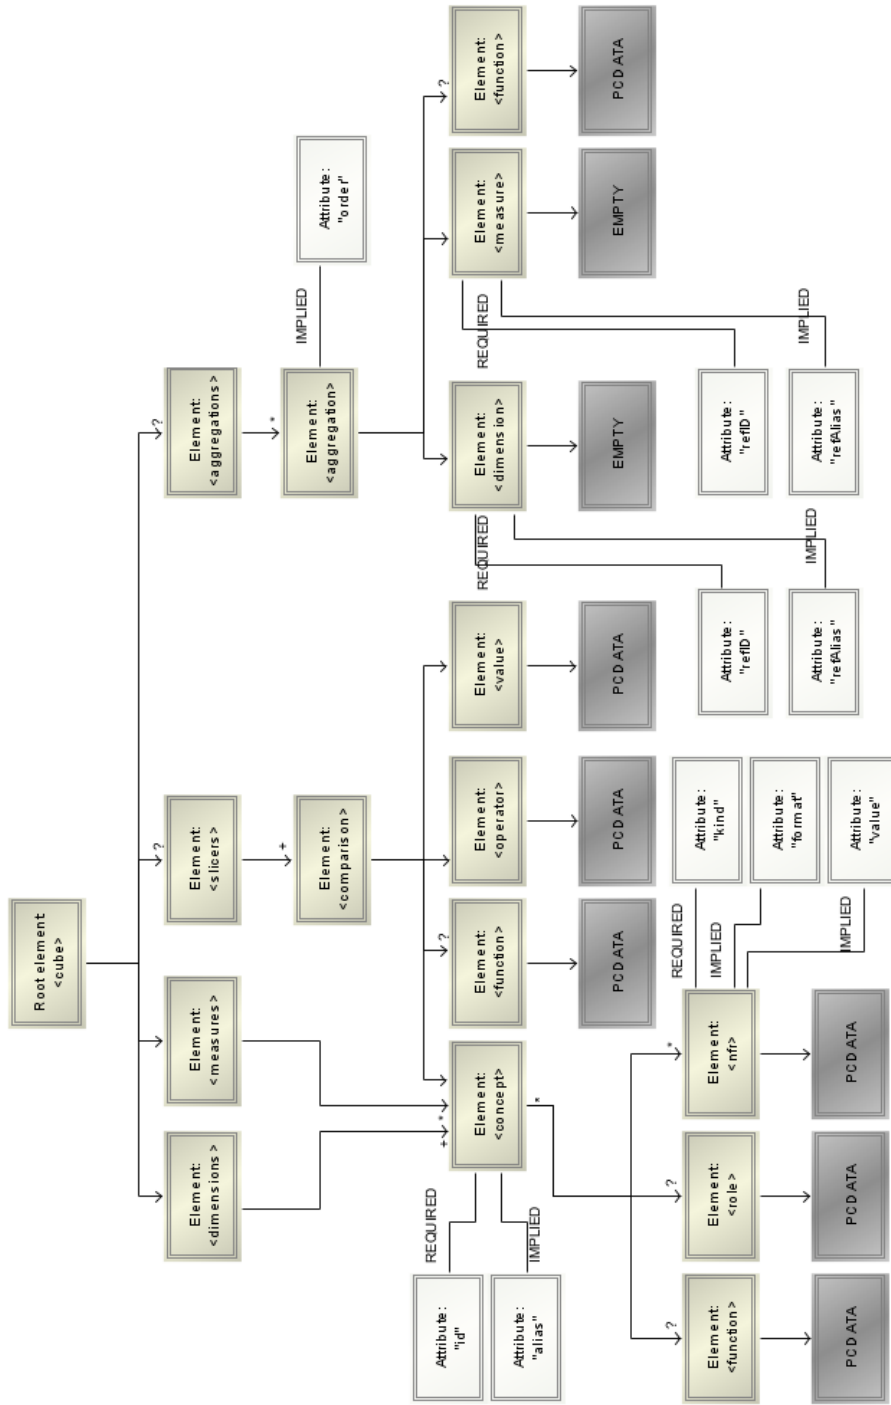 Root element
<cube>
Element:
<dimensions>
Element:
<measures>
Element:
<slicers>
?
Element:
<aggregations>
?
Element:
<comparison>
+
Element:
<aggregation>
*
IMPLIED
Attribute:
"order"
Element:
<concept>
+
*
REQUIRED
Attribute:
"id"
IMPLIED
Attribute:
"alias"
Element:
<function>
?
PCDATA
Element:
<operator>
PCDATA
Element:
<value>
PCDATA
Element:
<dimension>
EMPTY
REQUIRED
Attribute:
"refID"
IMPLIED
Attribute:
"refAlias"
Element:
<measure>
EMPTY
REQUIRED
Attribute:
"refID"
IMPLIED
Attribute:
"refAlias"
Element:
<function>
?
PCDATA
*
Element:
<function>
?
PCDATA
Element:
<role>
?
PCDATA
Element:
<nfr>
*
PCDATA
REQUIRED
Attribute:
"kind"
IMPLIED
Attribute:
"format"
IMPLIED
Attribute:
"value"